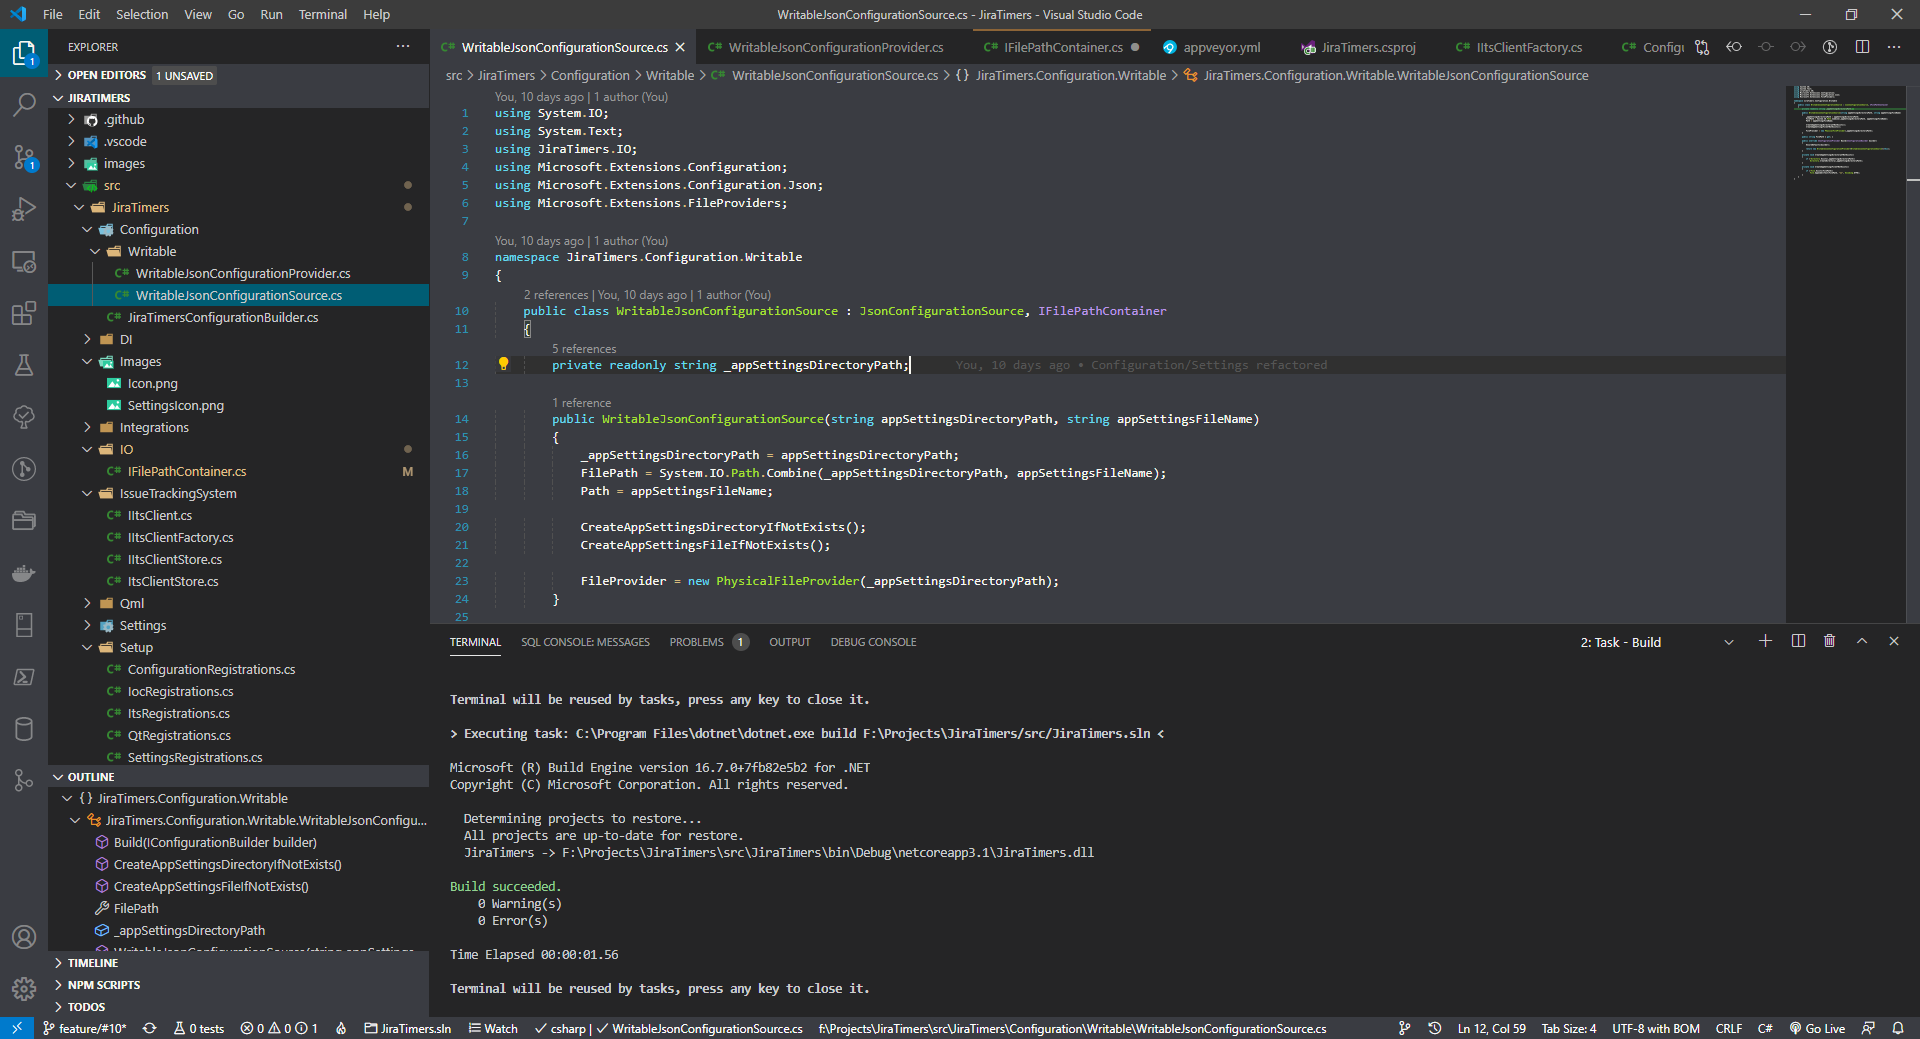 File Edit Selection View Go Run Terminal Help
WritableJsonConfigurationSource.cs - JiraTimers - Visual Studio Code
EXPLORER
OPEN EDITORS 1 UNSAVED
JIRATIMERS
.github
.vscode
images
src
JiraTimers
Configuration
Writable
C# WritableJsonConfigurationProvider.cs
C# WritableJsonConfigurationSource.cs
C# JiraTimersConfigurationBuilder.cs
DI
Images
Icon.png
SettingsIcon.png
Integrations
IO
C# IFilePathContainer.cs M
IssueTrackingSystem
C# IItsClient.cs
C# IItsClientFactory.cs
C# IItsClientStore.cs
C# ItsClientStore.cs
Qml
Settings
Setup
C# ConfigurationRegistrations.cs
C# IocRegistrations.cs
C# ItsRegistrations.cs
C# QtRegistrations.cs
C# SettingsRegistrations.cs
OUTLINE
{} JiraTimers.Configuration.Writable
JiraTimers.Configuration.Writable.WritableJsonConfigu...
Build(IConfigurationBuilder builder)
CreateAppSettingsDirectoryIfNotExists()
CreateAppSettingsFileIfNotExists()
FilePath
_appSettingsDirectoryPath
TIMELINE
NPM SCRIPTS
TODOS
C# WritableJsonConfigurationSource.cs C# WritableJsonConfigurationProvider.cs C# IFilePathContainer.cs appveyor.yml JiraTimers.csproj C# IItsClientFactory.cs C# Configu
src > JiraTimers > Configuration > Writable > C# WritableJsonConfigurationSource.cs > {} JiraTimers.Configuration.Writable > JiraTimers.Configuration.Writable.WritableJsonConfigurationSource
You, 10 days ago | 1 author (You)
1 using System.IO;
2 using System.Text;
3 using JiraTimers.IO;
4 using Microsoft.Extensions.Configuration;
5 using Microsoft.Extensions.Configuration.Json;
6 using Microsoft.Extensions.FileProviders;
7
You, 10 days ago | 1 author (You)
8 namespace JiraTimers.Configuration.Writable
9 {
2 references | You, 10 days ago | 1 author (You)
10 public class WritableJsonConfigurationSource : JsonConfigurationSource, IFilePathContainer
11 {
5 references
12 private readonly string _appSettingsDirectoryPath; You, 10 days ago • Configuration/Settings refactored
13
1 reference
14 public WritableJsonConfigurationSource(string appSettingsDirectoryPath, string appSettingsFileName)
15 {
16 _appSettingsDirectoryPath = appSettingsDirectoryPath;
17 FilePath = System.IO.Path.Combine(_appSettingsDirectoryPath, appSettingsFileName);
18 Path = appSettingsFileName;
19
20 CreateAppSettingsDirectoryIfNotExists();
21 CreateAppSettingsFileIfNotExists();
22
23 FileProvider = new PhysicalFileProvider(_appSettingsDirectoryPath);
24 }
25
TERMINAL SQL CONSOLE: MESSAGES PROBLEMS 1 OUTPUT DEBUG CONSOLE 2: Task - Build
Terminal will be reused by tasks, press any key to close it.
> Executing task: C:\Program Files\dotnet\dotnet.exe build F:\Projects\JiraTimers/src/JiraTimers.sln <
Microsoft (R) Build Engine version 16.7.0+7fb82e5b2 for .NET
Copyright (C) Microsoft Corporation. All rights reserved.
Determining projects to restore...
All projects are up-to-date for restore.
JiraTimers -> F:\Projects\JiraTimers\src\JiraTimers\bin\Debug\netcoreapp3.1\JiraTimers.dll
Build succeeded.
0 Warning(s)
0 Error(s)
Time Elapsed 00:00:01.56
Terminal will be reused by tasks, press any key to close it.
feature/#10* 0 tests 0 0 1 JiraTimers.sln Watch csharp | WritableJsonConfigurationSource.cs f:\Projects\JiraTimers\src\JiraTimers\Configuration\Writable\WritableJsonConfigurationSource.cs Ln 12, Col 59 Tab Size: 4 UTF-8 with BOM CRLF C# Go Live